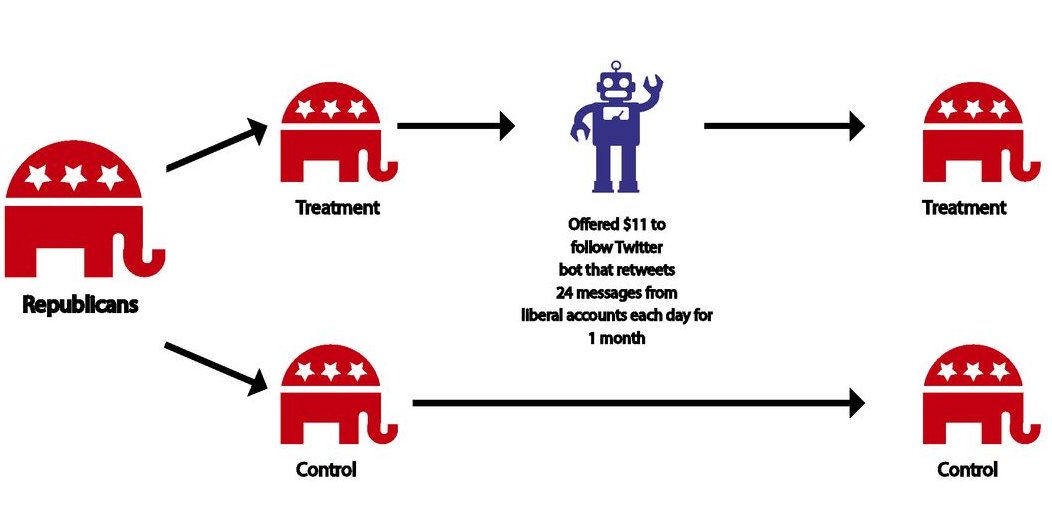 Republicans
Treatment
Offered $11 to
follow Twitter
bot that retweets
24 messages from
liberal accounts each day for
1 month
Treatment
Control
Control